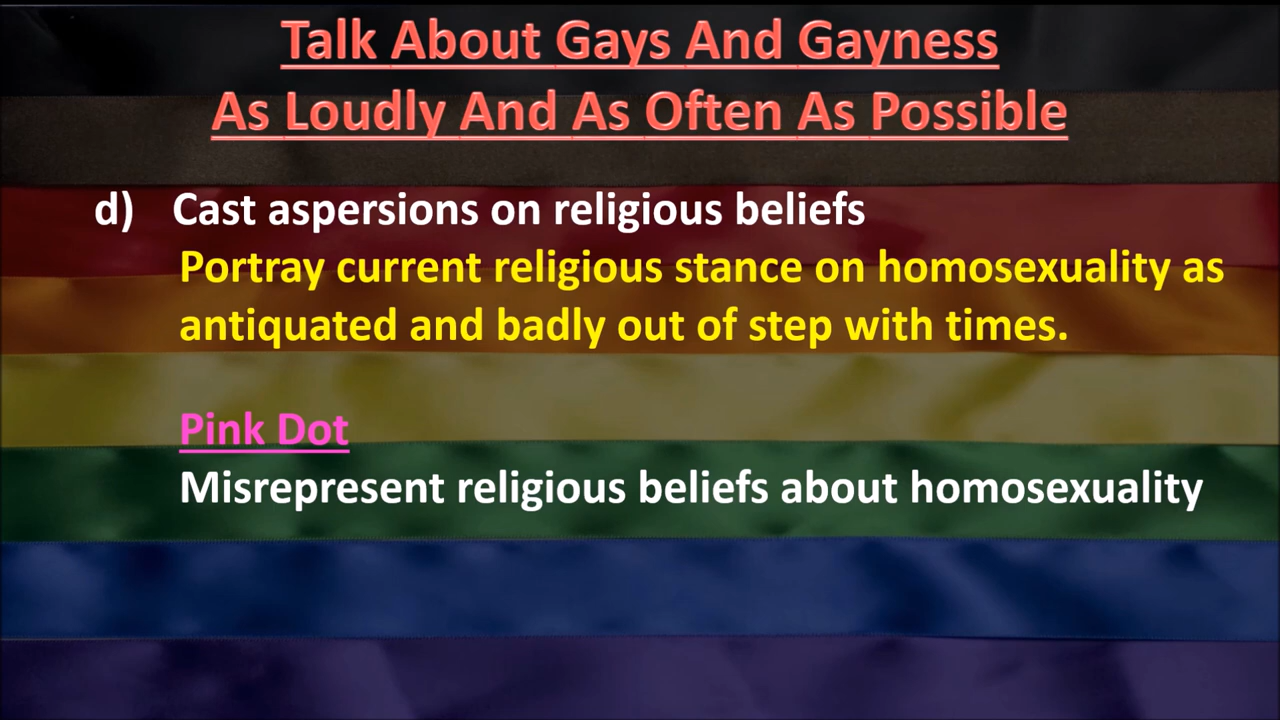 Talk About Gays And Gayness
As Loudly And As Often As Possible
d) Cast aspersions on religious beliefs
Portray current religious stance on homosexuality as
antiquated and badly out of step with times.
Pink Dot
Misrepresent religious beliefs about homosexuality